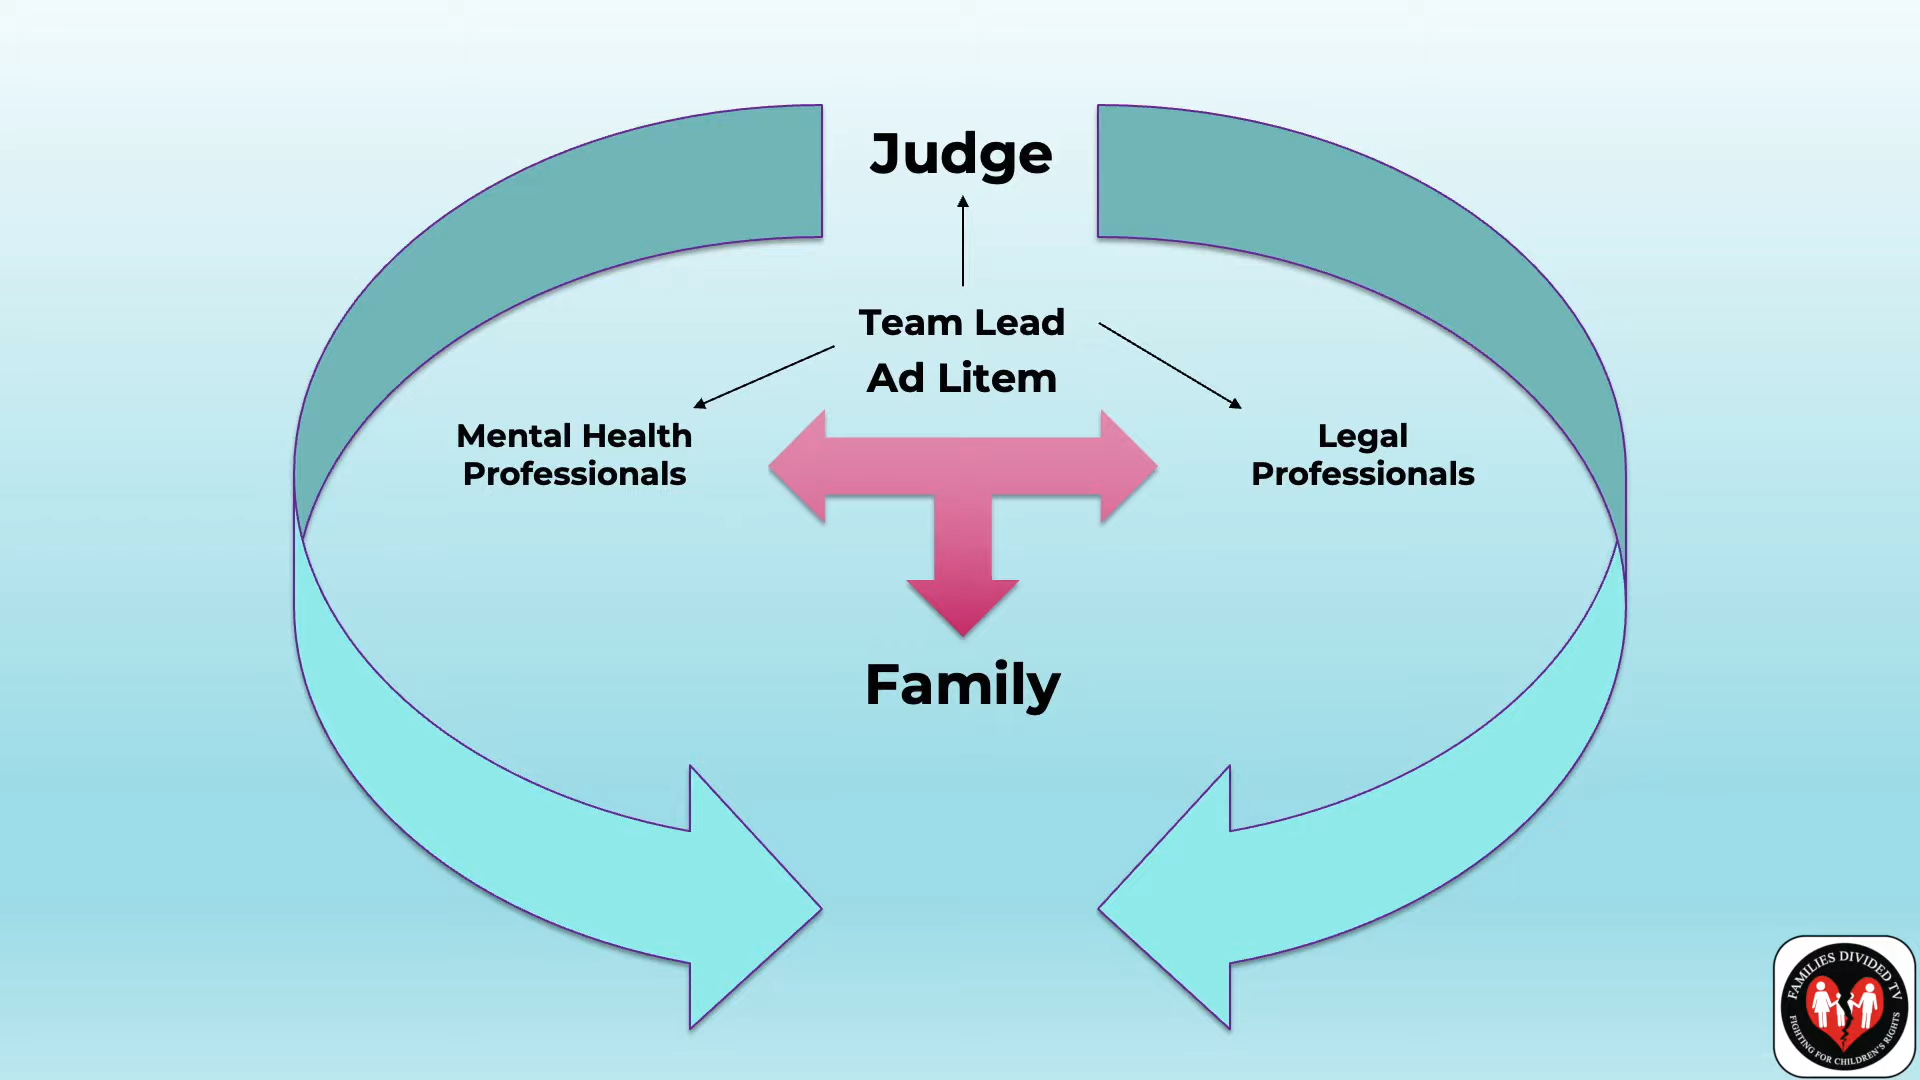 Judge
Team Lead
Ad Litem
Mental Health
Professionals
Legal
Professionals
Family
FAMILIES DIVIDED TV
FIGHTING FOR CHILDREN'S RIGHTS